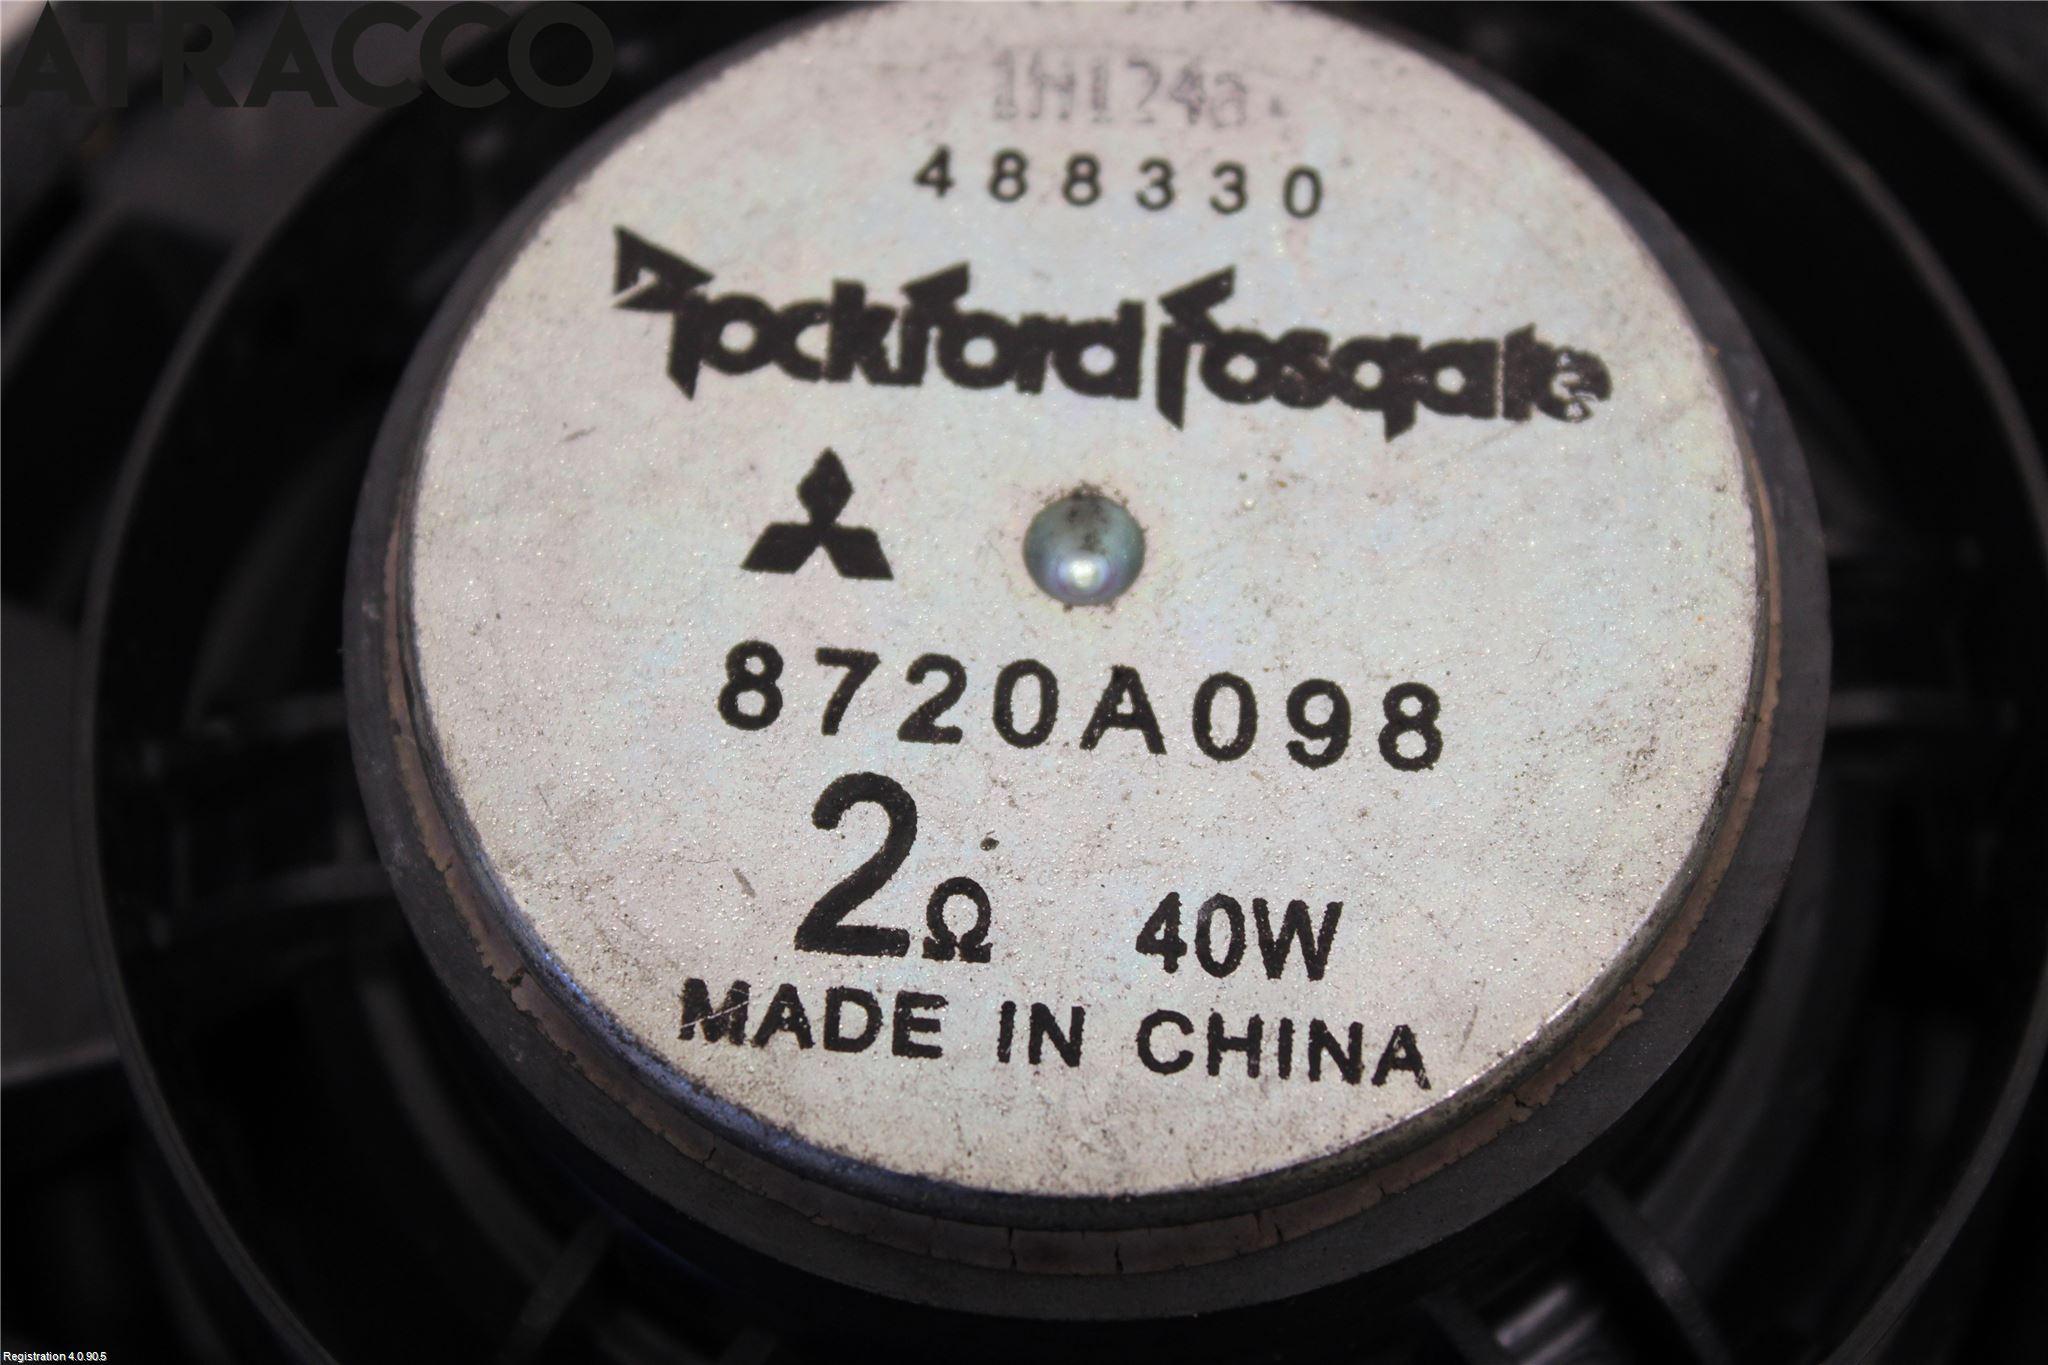 ATRACCO
488330
Rockford Fosgate
8720A098
2Ω 40W
MADE IN CHINA
Registration 4.0.90.5